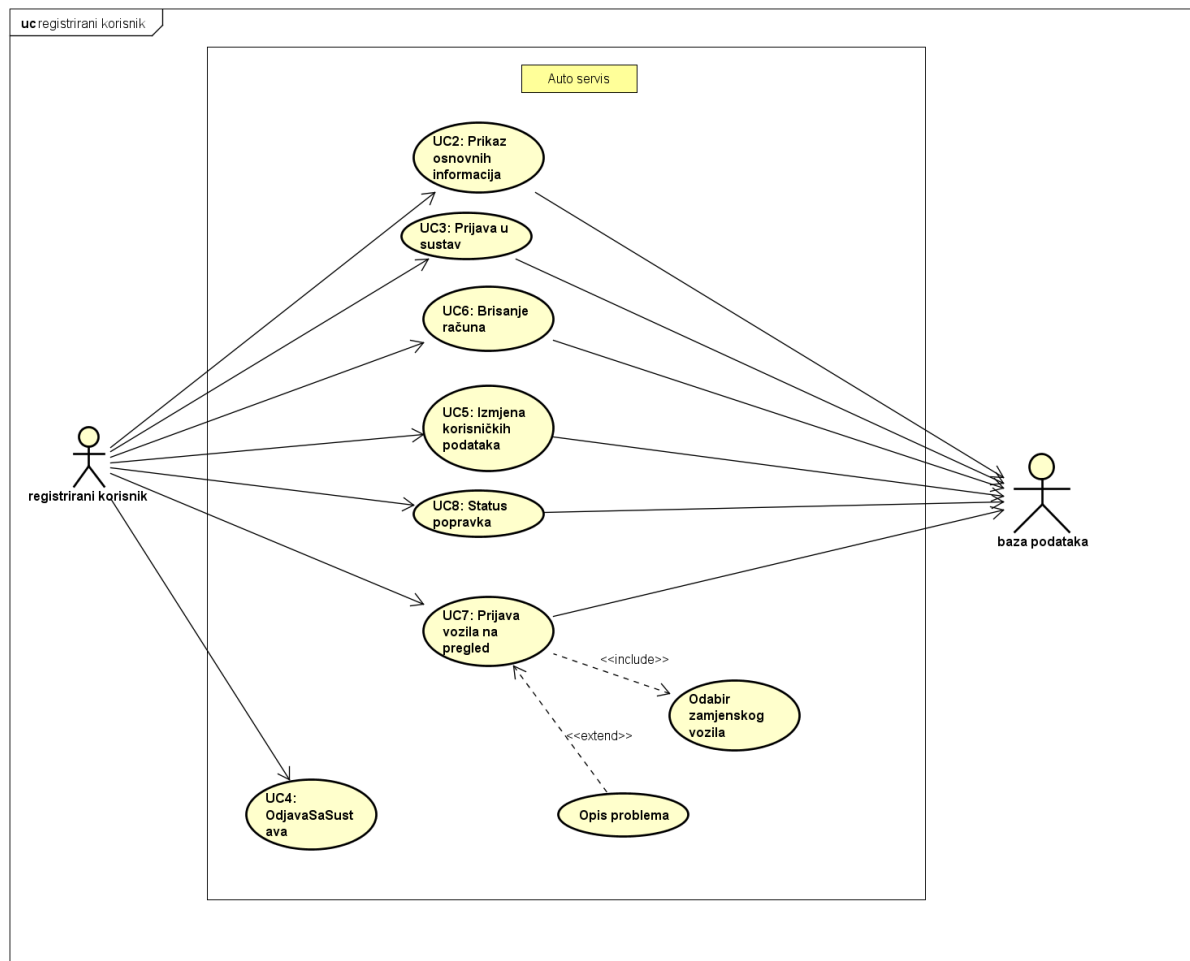 uc registrirani korisnik
Auto servis
UC2: Prikaz
osnovnih
informacija
UC3: Prijava u
sustav
UC6: Brisanje
računa
UC5: Izmjena
korisničkih
podataka
registrirani korisnik
UC8: Status
popravka
baza podataka
UC7: Prijava
vozila na
pregled
<<include>>
Odabir
zamjenskog
vozila
<<extend>>
UC4:
OdjavaSaSust
ava
Opis problema